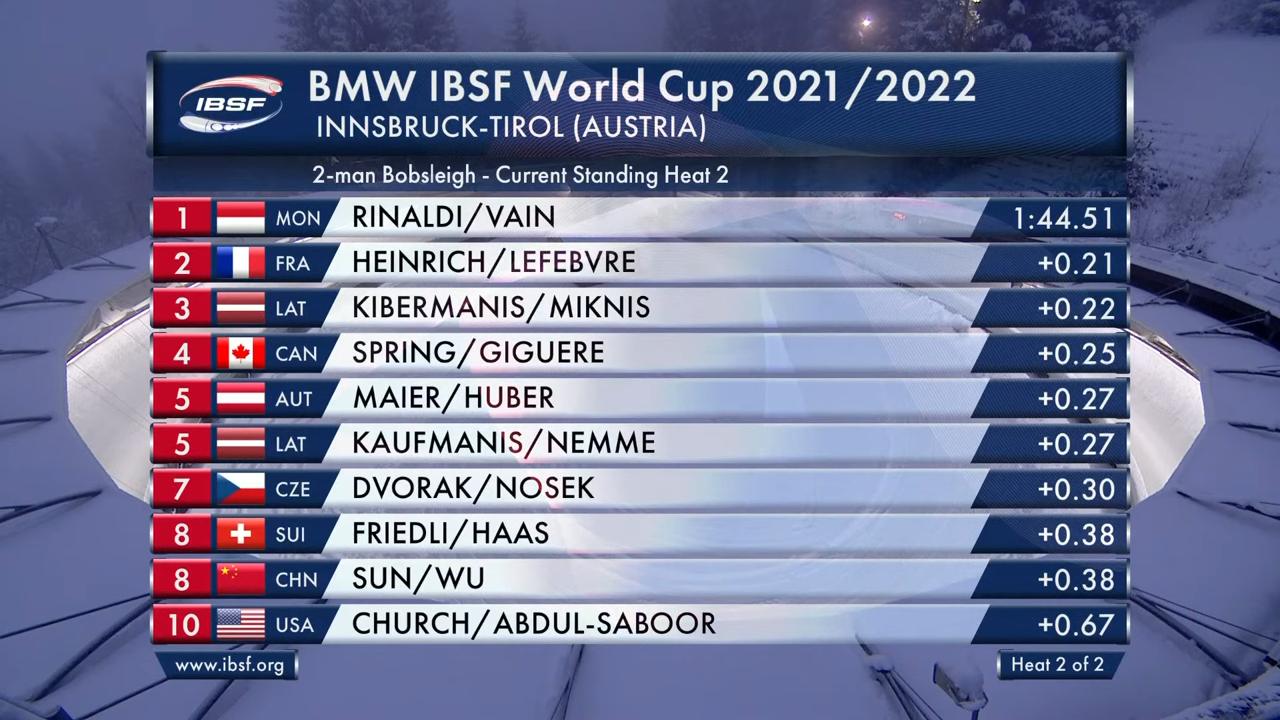 IBSF
BMW IBSF World Cup 2021/2022
INNSBRUCK-TIROL (AUSTRIA)
2-man Bobsleigh - Current Standing Heat 2
1 MON RINALDI/VAIN 1:44.51
2 FRA HEINRICH/LEFEBVRE +0.21
3 LAT KIBERMANIS/MIKNIS +0.22
4 CAN SPRING/GIGUERE +0.25
5 AUT MAIER/HUBER +0.27
5 LAT KAUFMANIS/NEMME +0.27
7 CZE DVORAK/NOSEK +0.30
8 SUI FRIEDLI/HAAS +0.38
8 CHN SUN/WU +0.38
10 USA CHURCH/ABDUL-SABOOR +0.67
www.ibsf.org Heat 2 of 2